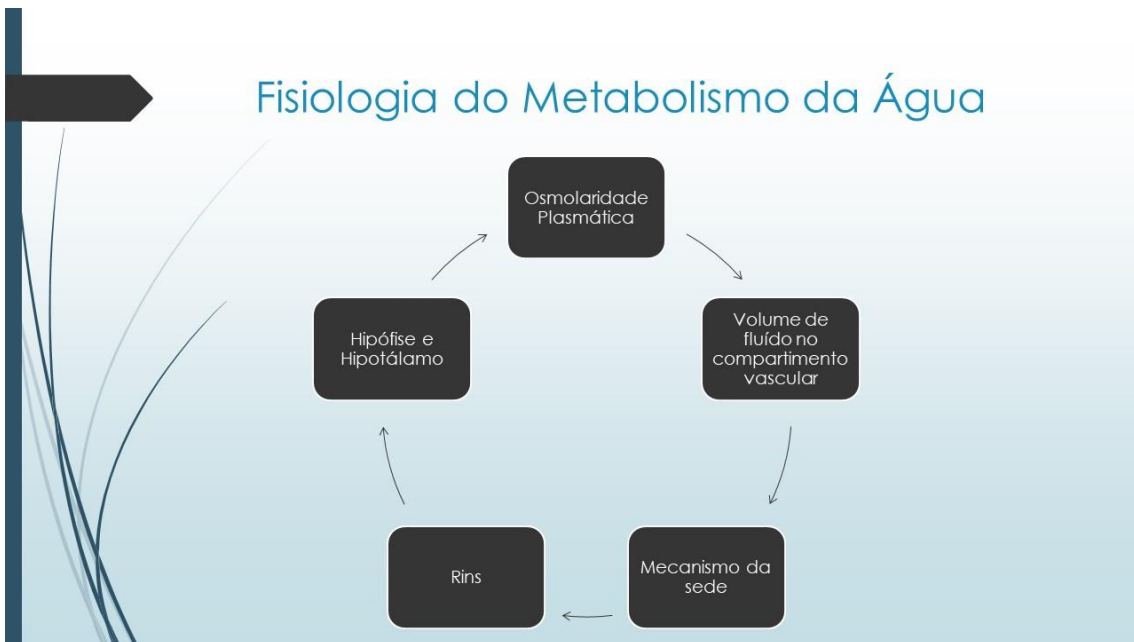 Fisiologia do Metabolismo da Água
Osmolaridade
Plasmática
Volume de
fluído no
compartimento
vascular
Mecanismo da
sede
Rins
Hipófise e
Hipotálamo